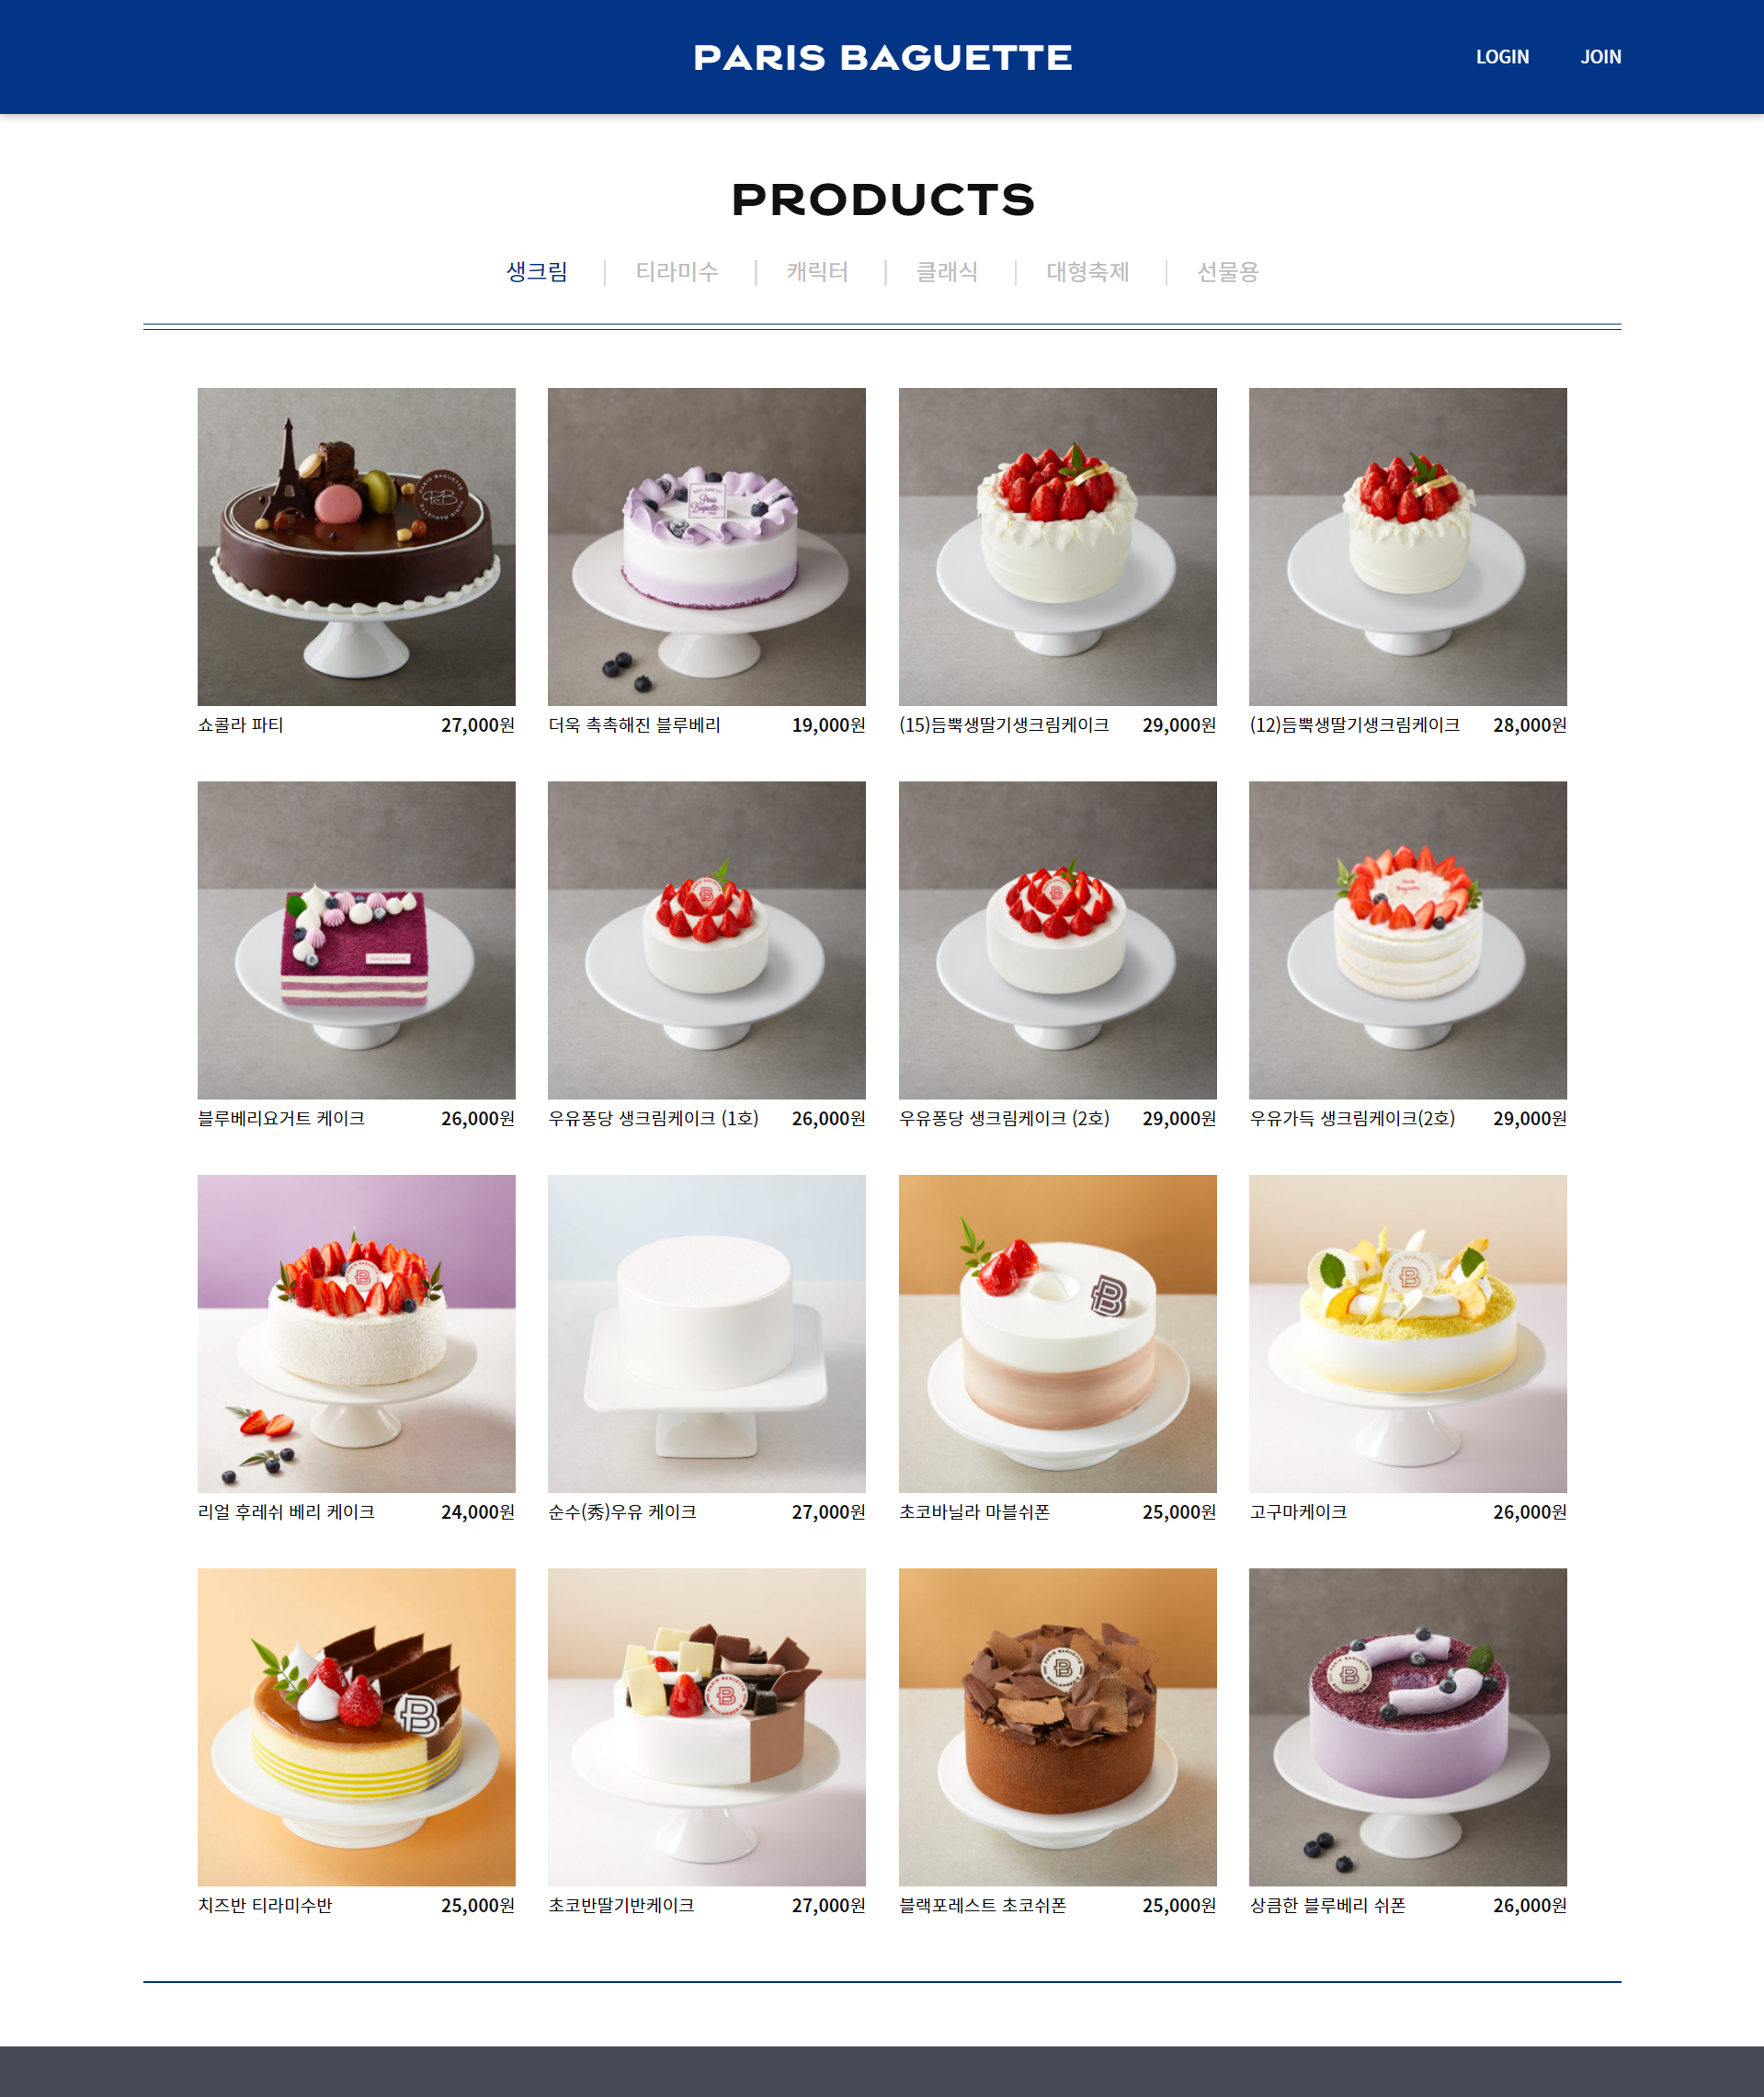 PARIS BAGUETTE
LOGIN JOIN
PRODUCTS
생크림 티라미수 캐릭터 클래식 대형축제 선물용
쇼콜라 파티 27,000원
더욱 촉촉해진 블루베리 19,000원
(15)듬뿍생딸기생크림케이크 29,000원
(12)듬뿍생딸기생크림케이크 28,000원
블루베리요거트 케이크 26,000원
우유퐁당 생크림케이크 (1호) 26,000원
우유퐁당 생크림케이크 (2호) 29,000원
우유가득 생크림케이크(2호) 29,000원
리얼 후레쉬 베리 케이크 24,000원
순수(秀)우유 케이크 27,000원
초코바닐라 마블쉬폰 25,000원
고구마케이크 26,000원
치즈반 티라미수반 25,000원
초코반딸기반케이크 27,000원
블랙포레스트 초코쉬폰 25,000원
상큼한 블루베리 쉬폰 26,000원